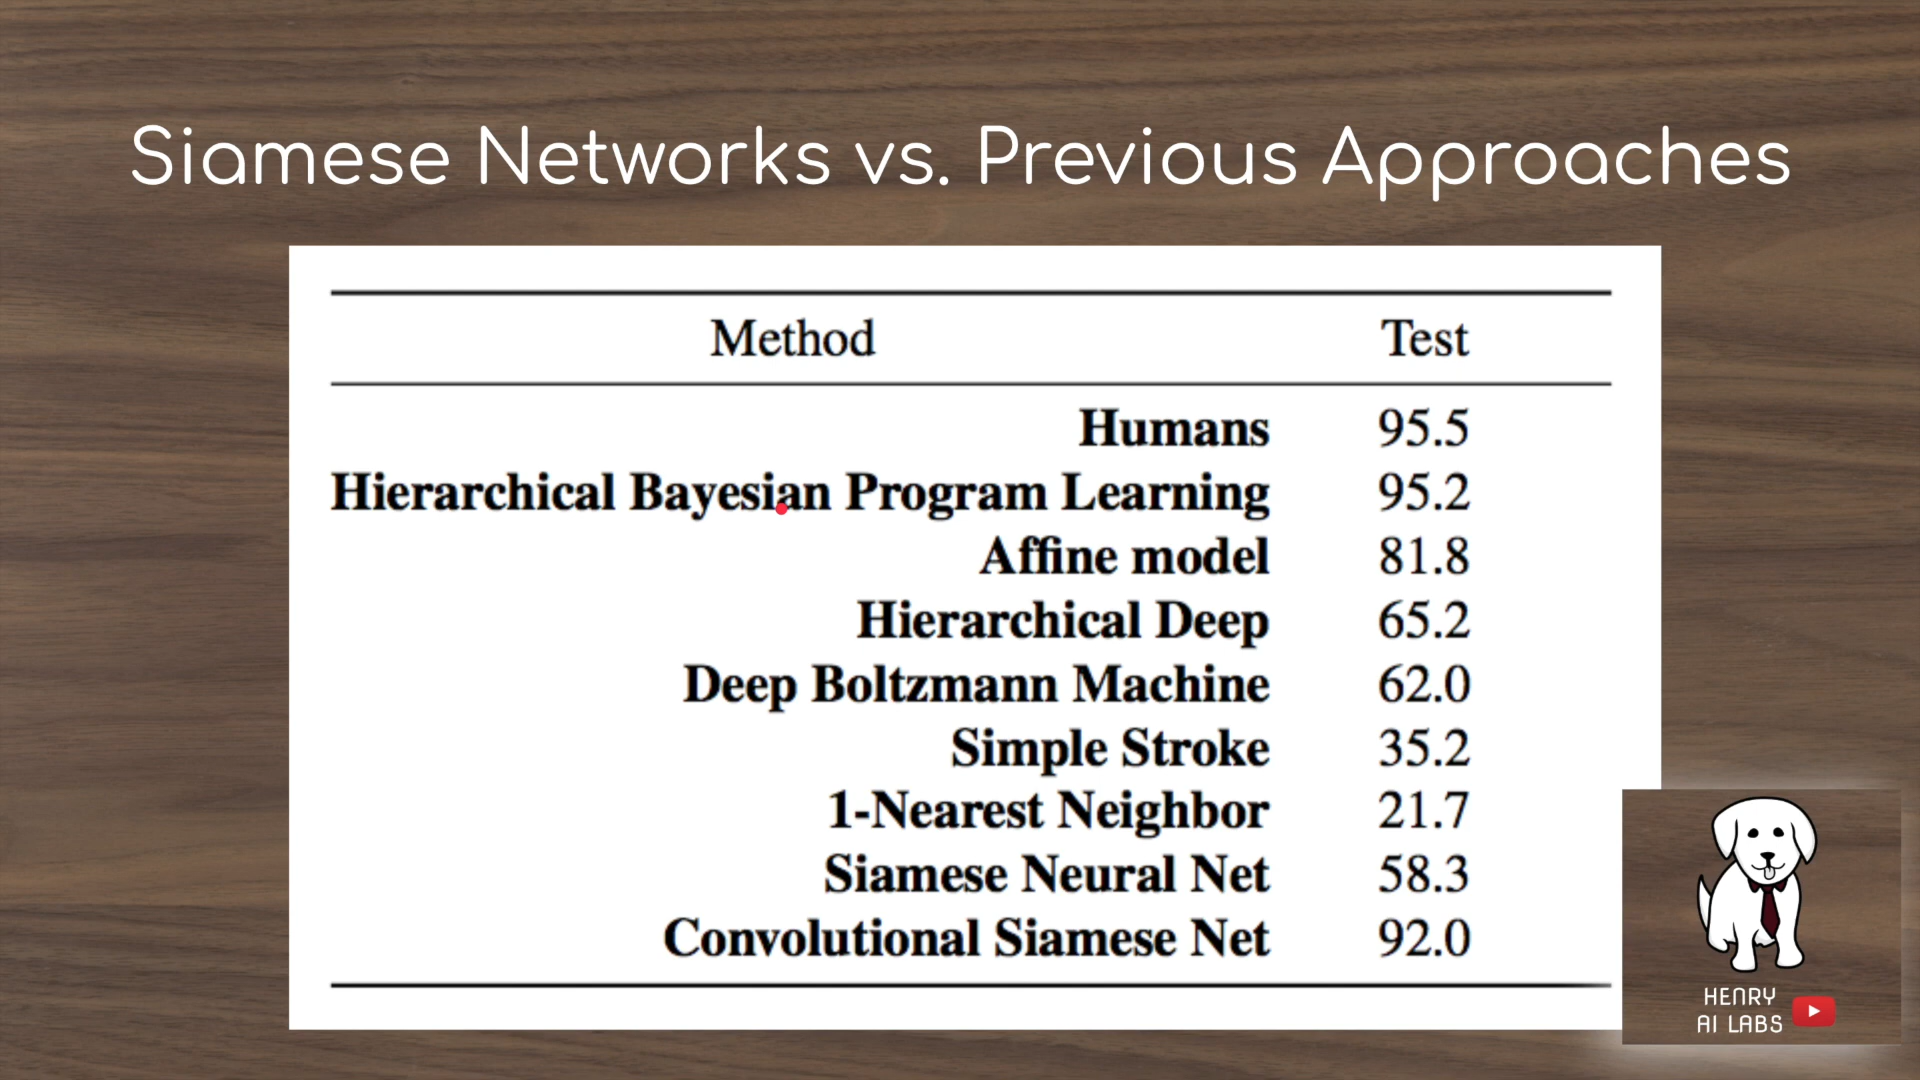 Siamese Networks vs. Previous Approaches
Method Test
Humans 95.5
Hierarchical Bayesian Program Learning 95.2
Affine model 81.8
Hierarchical Deep 65.2
Deep Boltzmann Machine 62.0
Simple Stroke 35.2
1-Nearest Neighbor 21.7
Siamese Neural Net 58.3
Convolutional Siamese Net 92.0
HENRY
AI LABS